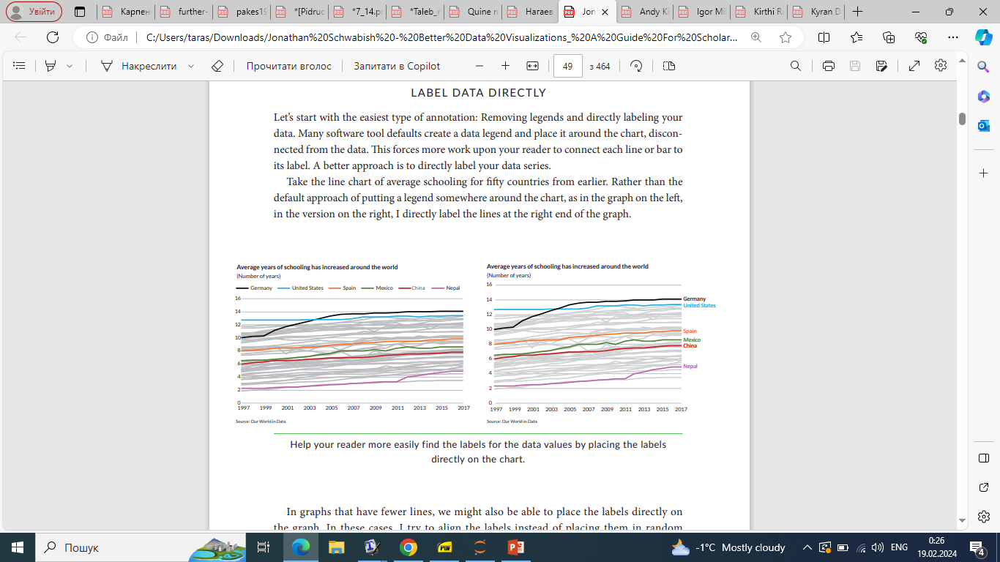 Увійти
Карпен
further-
pakes19
*[Pidruc
*7_14.p
*Taleb_r
Quine n
Hараев
Jon
Andy Ki
Igor Mil
Kirthi Ra
Kyran D
Файл
C:/Users/taras/Downloads/Jonathan%20Schwabish%20-%20Better%20Data%20Visualizations_%20A%20Guide%20For%20Scholar...
Накреслити
Прочитати вголос
Запитати в Copilot
49
з 464
LABEL DATA DIRECTLY
Let’s start with the easiest type of annotation: Removing legends and directly labeling your
data. Many software tool defaults create a data legend and place it around the chart, discon-
nected from the data. This forces more work upon your reader to connect each line or bar to
its label. A better approach is to directly label your data series.
Take the line chart of average schooling for fifty countries from earlier. Rather than the
default approach of putting a legend somewhere around the chart, as in the graph on the left,
in the version on the right, I directly label the lines at the right end of the graph.
Average years of schooling has increased around the world
(Number of years)
Germany United States Spain Mexico China Nepal
16
14
12
10
8
6
4
2
0
1997 1999 2001 2003 2005 2007 2009 2011 2013 2015 2017
Source: Our World in Data
Average years of schooling has increased around the world
(Number of years)
16
14
12
10
8
6
4
2
0
Germany
United States
Spain
Mexico
China
Nepal
1997 1999 2001 2003 2005 2007 2009 2011 2013 2015 2017
Source: Our World in Data
Help your reader more easily find the labels for the data values by placing the labels
directly on the chart.
In graphs that have fewer lines, we might also be able to place the labels directly on
the graph. In these cases, I try to align the labels instead of placing them in random
Пошук
PDF
-1°C Mostly cloudy
ENG
0:26
19.02.2024
4